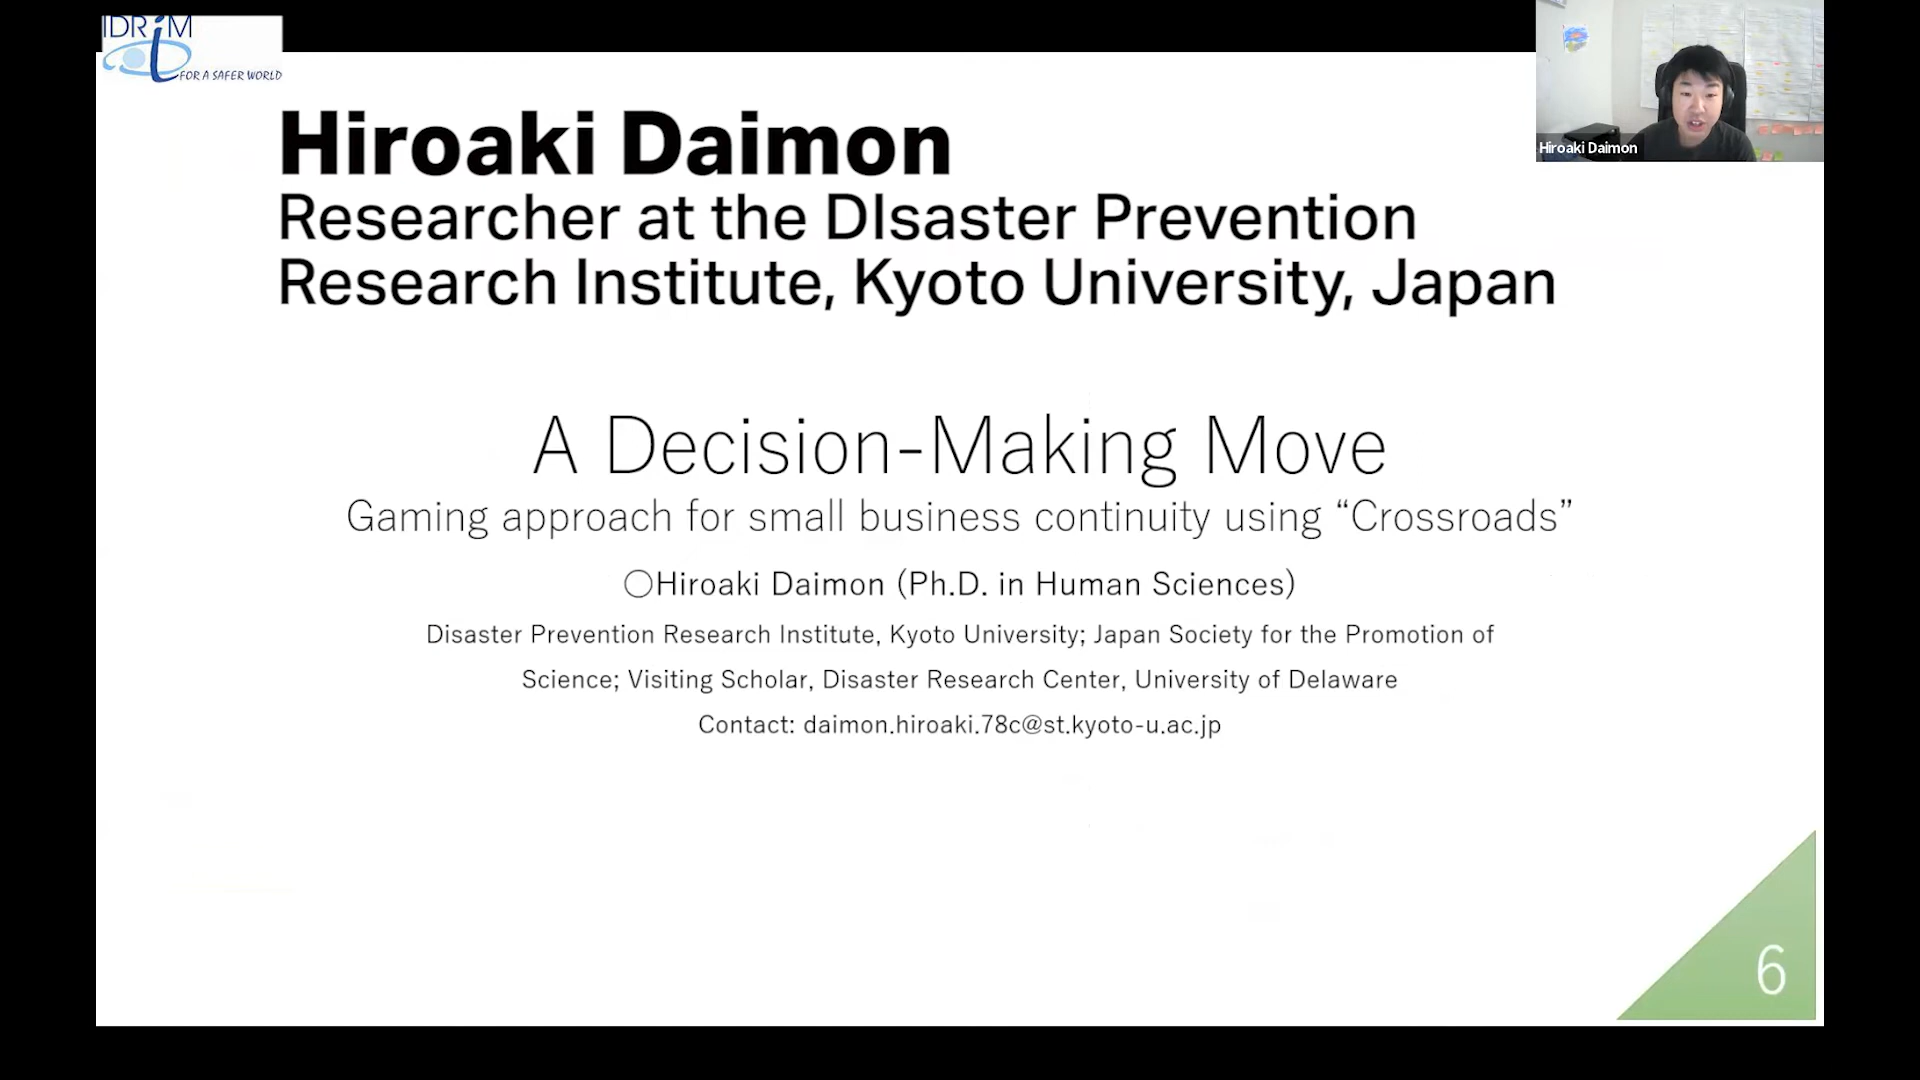 IDRiM
FOR A SAFER WORLD
Hiroaki Daimon
Hiroaki Daimon
Researcher at the DIsaster Prevention
Research Institute, Kyoto University, Japan
A Decision-Making Move
Gaming approach for small business continuity using “Crossroads”
○Hiroaki Daimon (Ph.D. in Human Sciences)
Disaster Prevention Research Institute, Kyoto University; Japan Society for the Promotion of
Science; Visiting Scholar, Disaster Research Center, University of Delaware
Contact: daimon.hiroaki.78c@st.kyoto-u.ac.jp
6